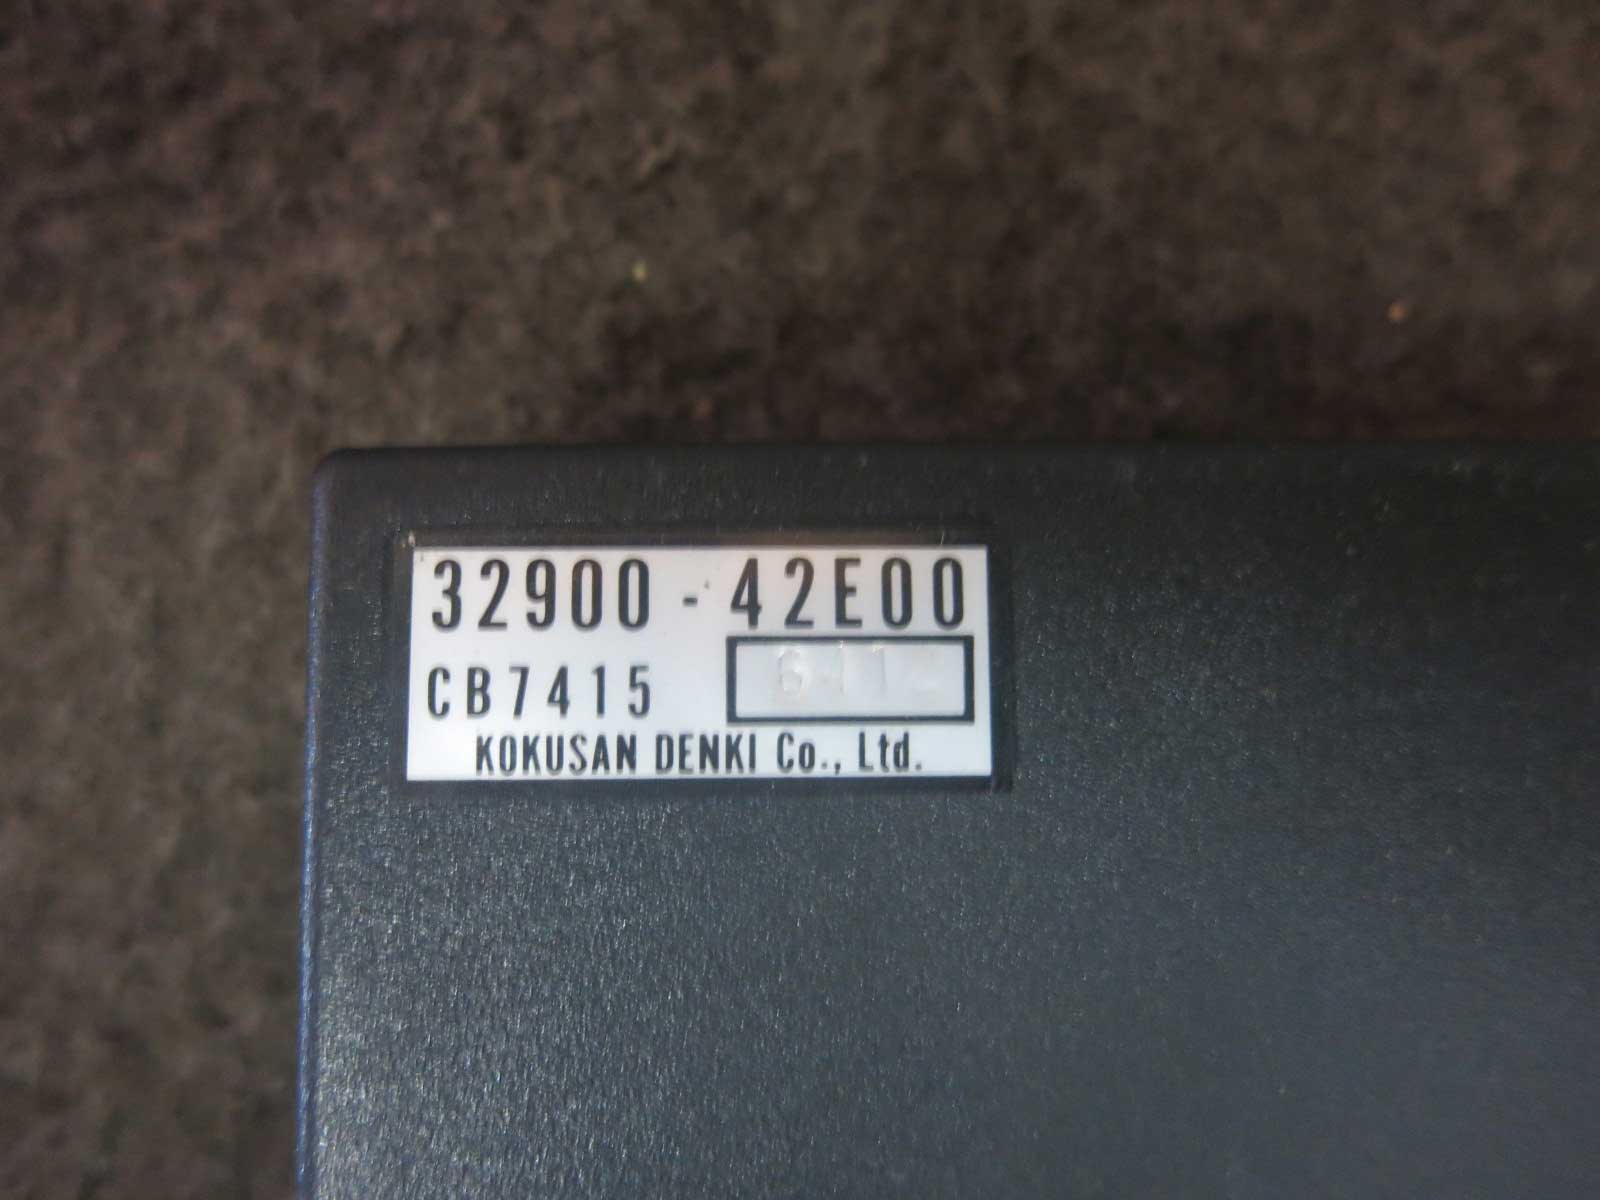 32900-42E00
CB7415
KOKUSAN DENKI Co., Ltd.